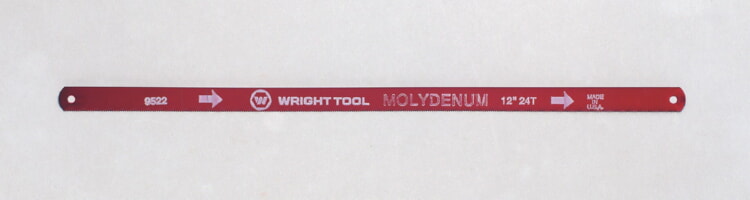 9522 W WRIGHT TOOL MOLYDENUM 12" 24T MADE
IN
U.S.A.